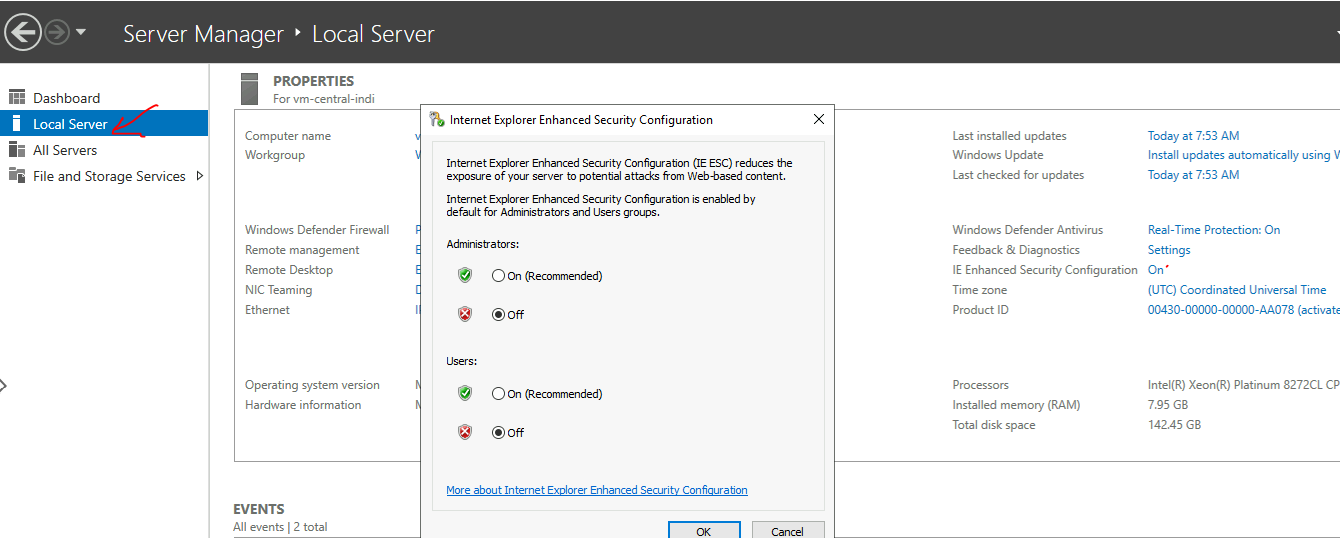 Server Manager ‣ Local Server
Dashboard
Local Server
All Servers
File and Storage Services
PROPERTIES
For vm-central-indi
Computer name
Workgroup
Windows Defender Firewall
Remote management
Remote Desktop
NIC Teaming
Ethernet
Operating system version
Hardware information
Internet Explorer Enhanced Security Configuration
Internet Explorer Enhanced Security Configuration (IE ESC) reduces the
exposure of your server to potential attacks from Web-based content.
Internet Explorer Enhanced Security Configuration is enabled by
default for Administrators and Users groups.
Administrators:
On (Recommended)
Off
Users:
On (Recommended)
Off
More about Internet Explorer Enhanced Security Configuration
OK Cancel
Last installed updates Today at 7:53 AM
Windows Update Install updates automatically using W
Last checked for updates Today at 7:53 AM
Windows Defender Antivirus Real-Time Protection: On
Feedback & Diagnostics Settings
IE Enhanced Security Configuration On
Time zone (UTC) Coordinated Universal Time
Product ID 00430-00000-00000-AA078 (activate
Processors Intel(R) Xeon(R) Platinum 8272CL CP
Installed memory (RAM) 7.95 GB
Total disk space 142.45 GB
EVENTS
All events | 2 total